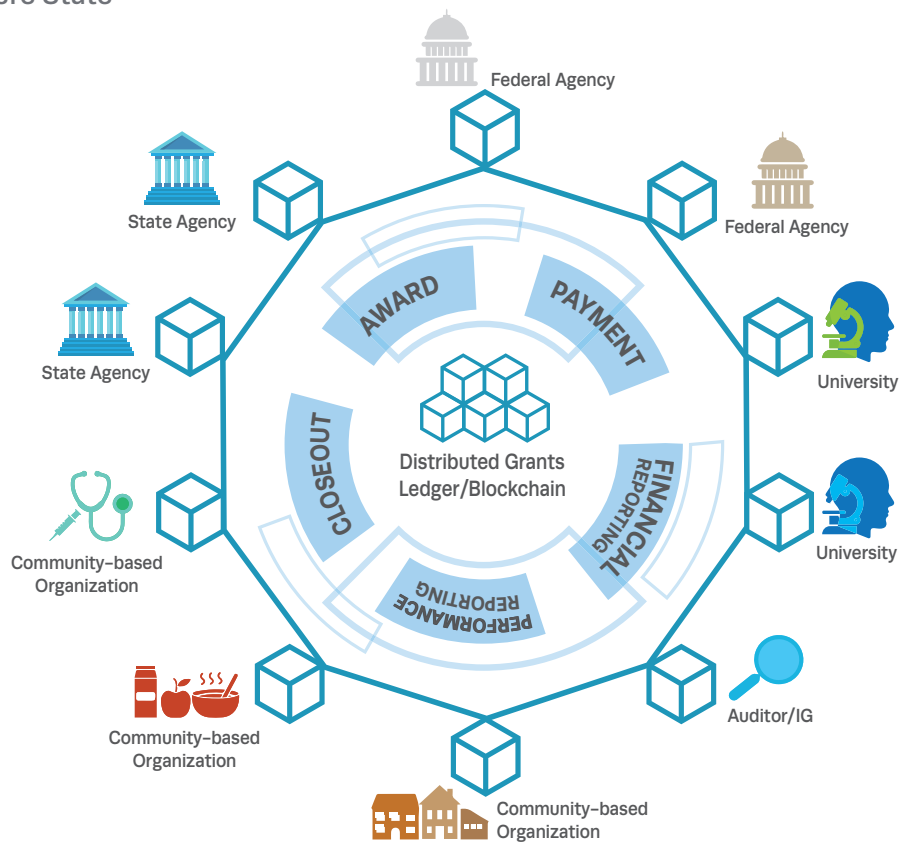 Federal Agency
State Agency
Federal Agency
AWARD
PAYMENT
State Agency
University
Distributed Grants
Ledger/Blockchain
CLOSEOUT
FINANCIAL
REPORTING
Community-based
Organization
University
PERFORMANCE
REPORTING
Auditor/IG
Community-based
Organization
Community-based
Organization